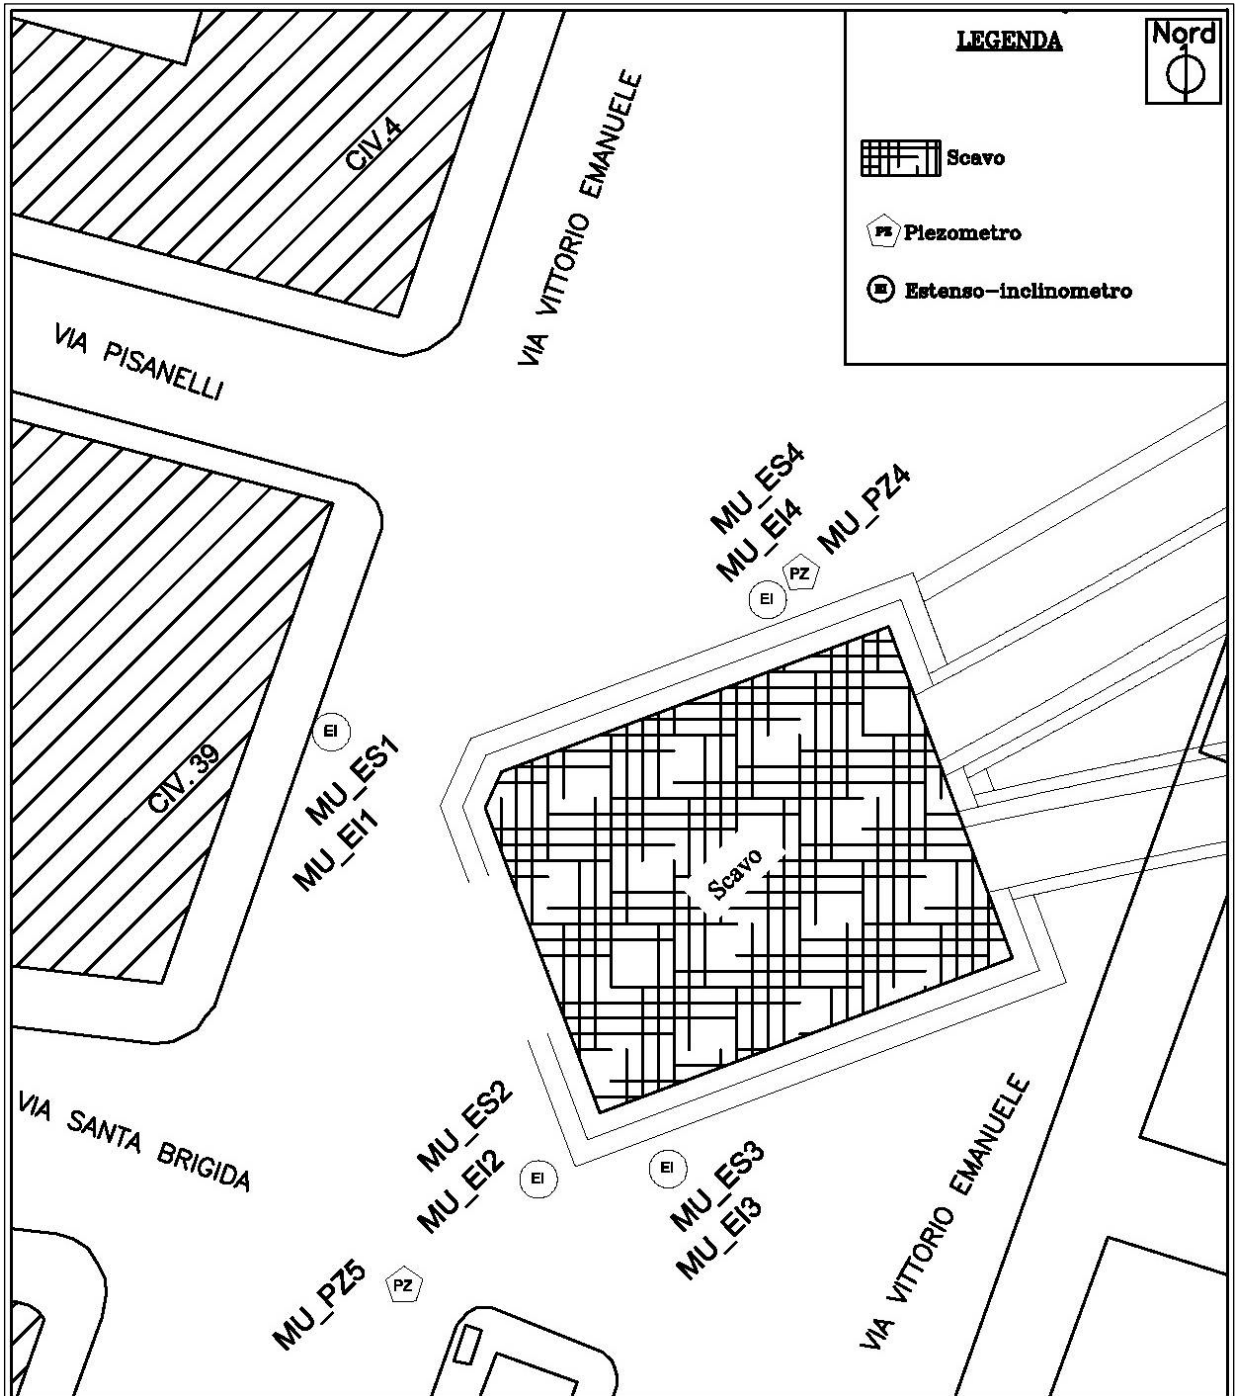 LEGENDA
Nord
Scavo
PZ Piezometro
EI Estenso-inclinometro
CIV.4
VIA VITTORIO EMANUELE
VIA PISANELLI
MU_ES4
MU_EI4
MU_PZ4
PZ
EI
EI
MU_ES1
MU_EI1
CIV. 39
Scavo
VIA SANTA BRIGIDA
MU_ES2
MU_EI2
EI
EI
MU_ES3
MU_EI3
VIA VITTORIO EMANUELE
MU_PZ5
PZ